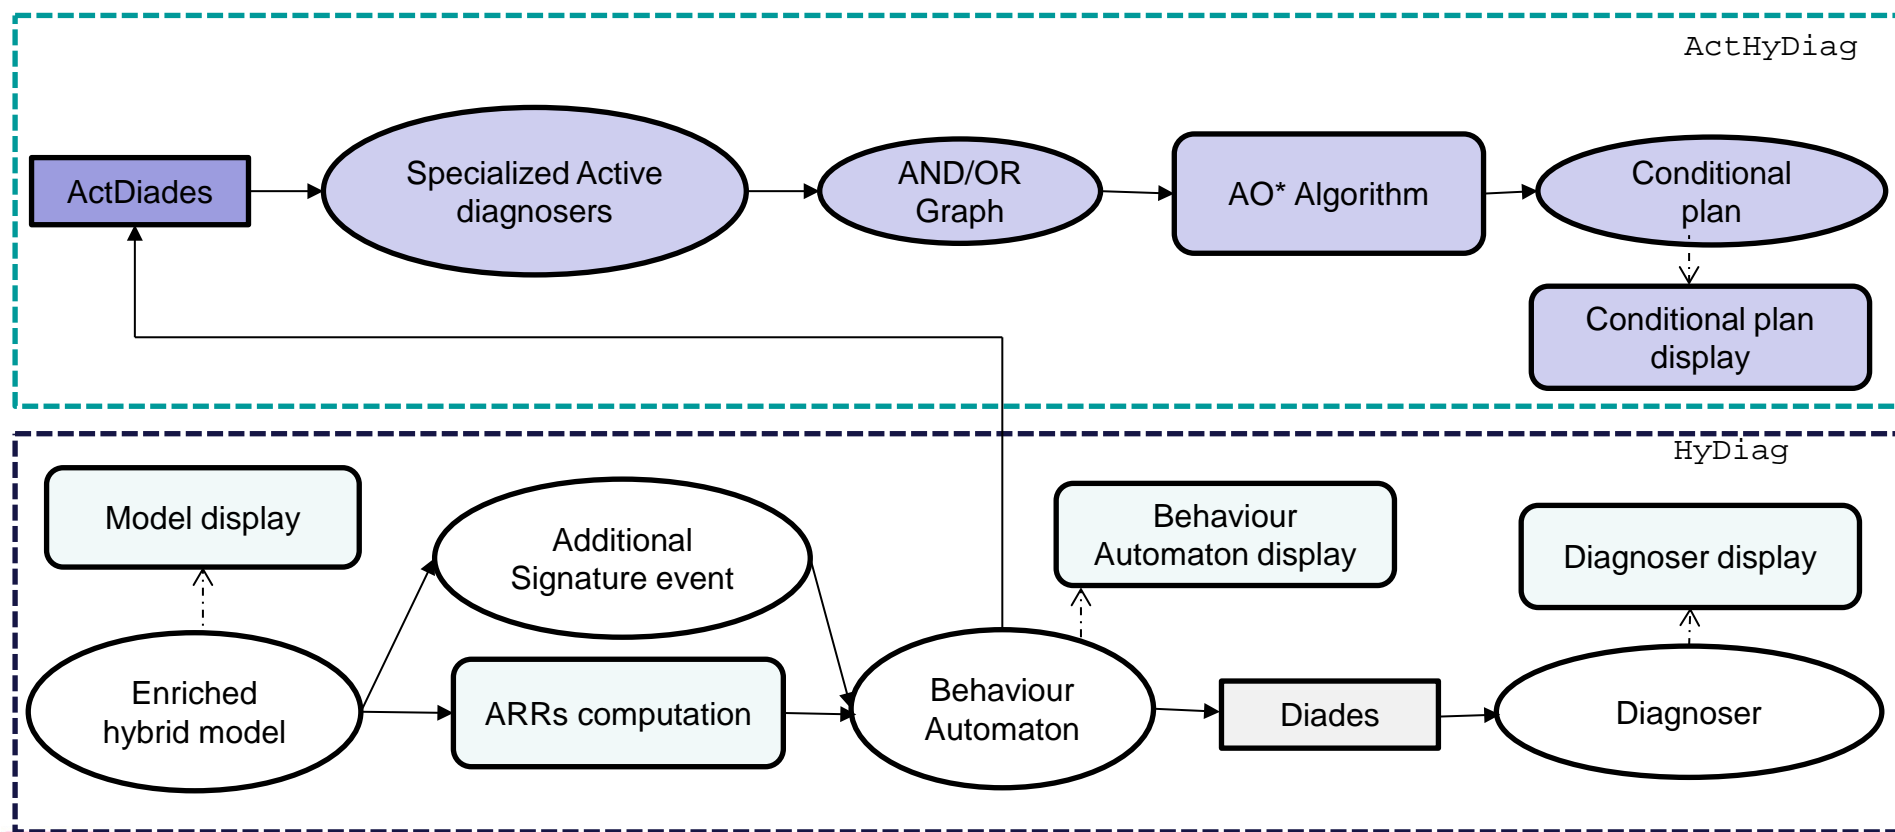 ActHyDiag
ActDiades
Specialized Active
diagnosers
AND/OR
Graph
AO* Algorithm
Conditional
plan
Conditional plan
display
HyDiag
Model display
Additional
Signature event
Behaviour
Automaton display
Diagnoser display
Enriched
hybrid model
ARRs computation
Behaviour
Automaton
Diades
Diagnoser